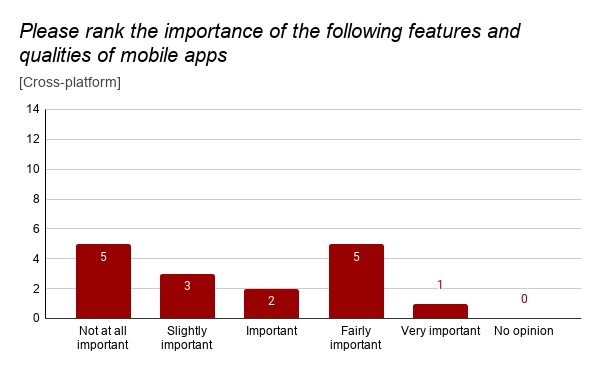 Please rank the importance of the following features and
qualities of mobile apps
[Cross-platform]
14
12
10
8
6
4
2
0
5
3
2
5
1
0
Not at all
important
Slightly
important
Important
Fairly
important
Very important
No opinion